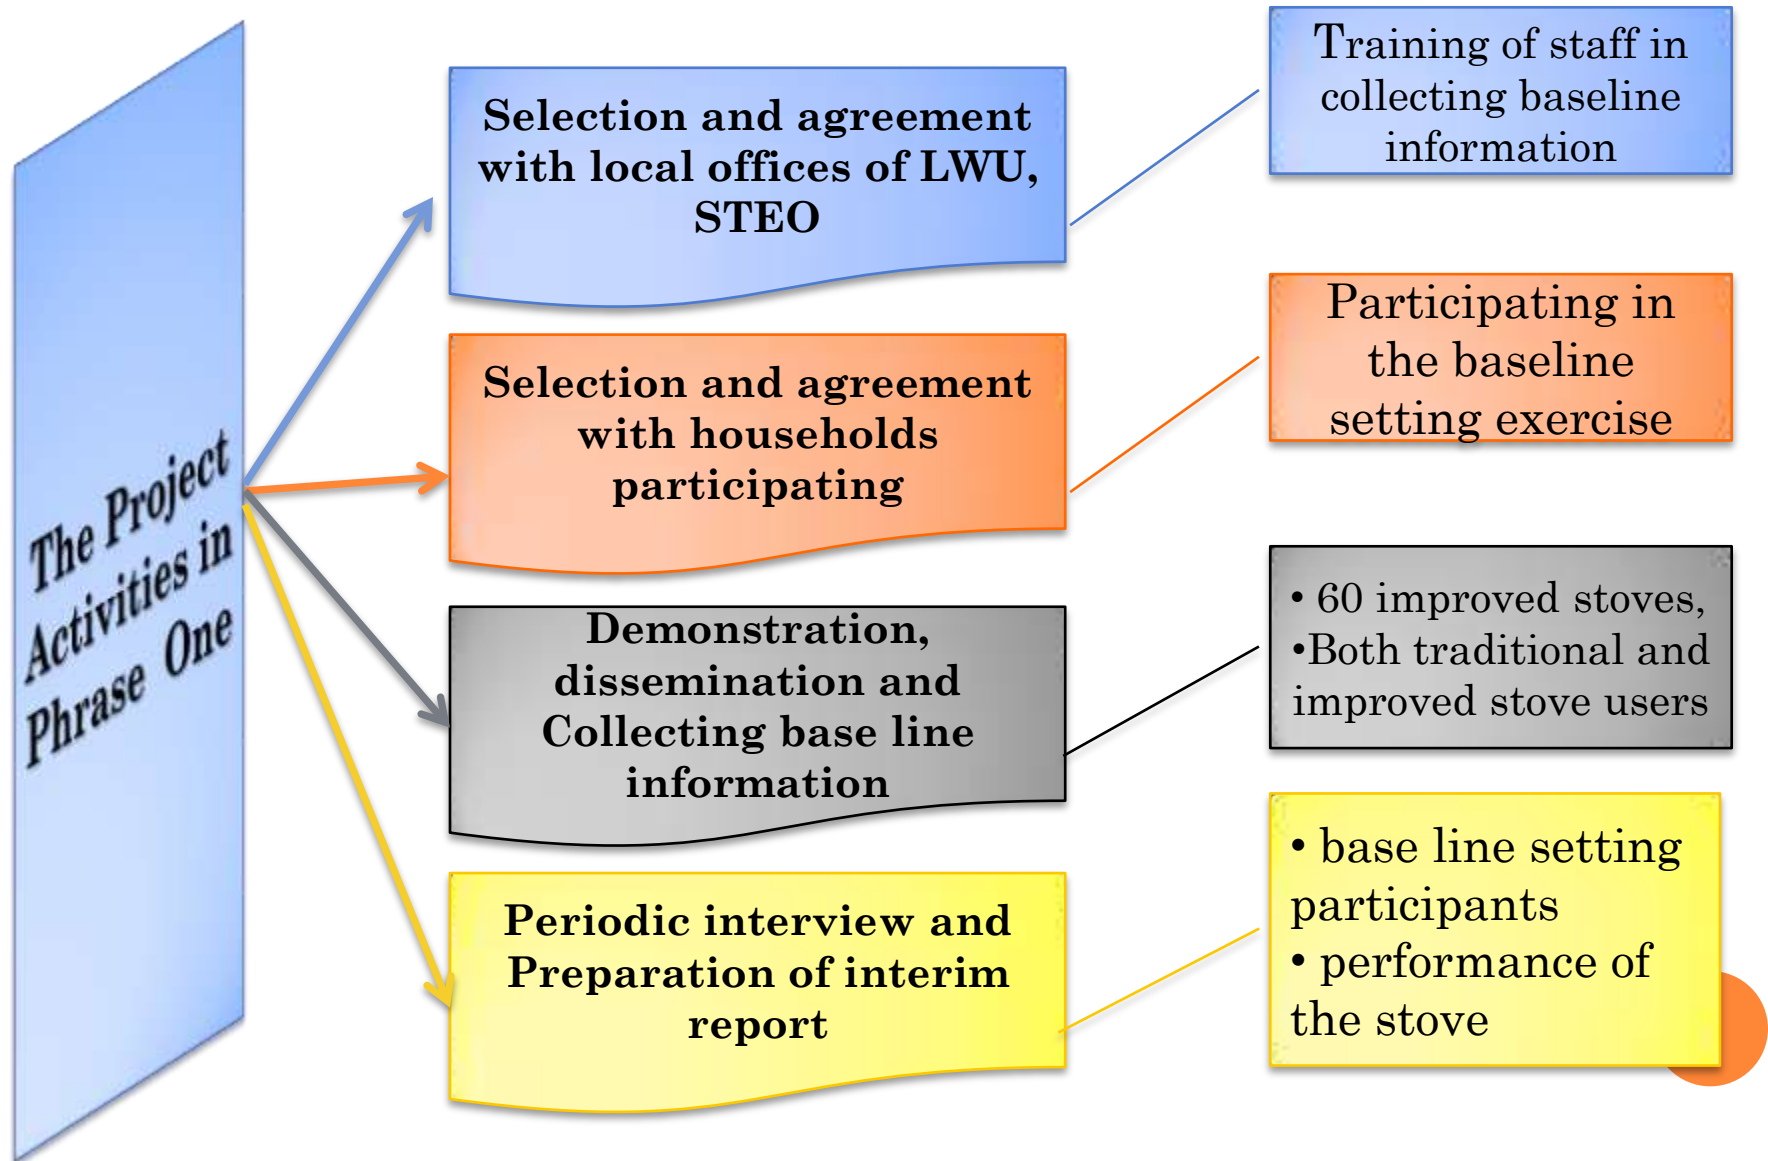 The Project
Activities in
Phrase One
Selection and agreement
with local offices of LWU,
STEO
Training of staff in
collecting baseline
information
Selection and agreement
with households
participating
Participating in
the baseline
setting exercise
Demonstration,
dissemination and
Collecting base line
information
• 60 improved stoves,
•Both traditional and
improved stove users
Periodic interview and
Preparation of interim
report
• base line setting
participants
• performance of
the stove